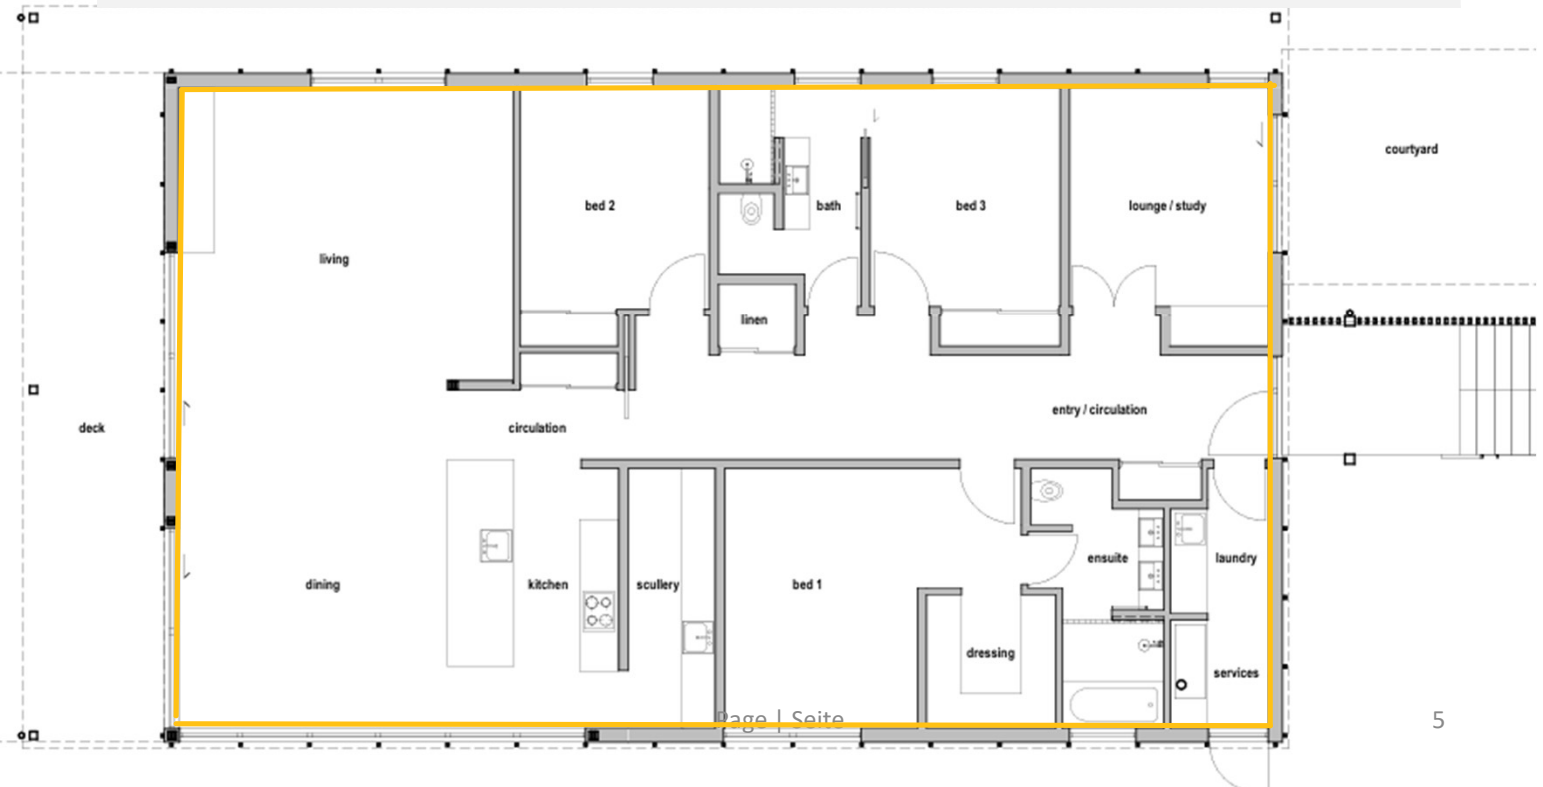 courtyard
bed 2
bath
bed 3
lounge / study
living
linen
entry / circulation
deck
circulation
ensuite
laundry
dining
kitchen
scullery
bed 1
dressing
services
Page | Seite
5